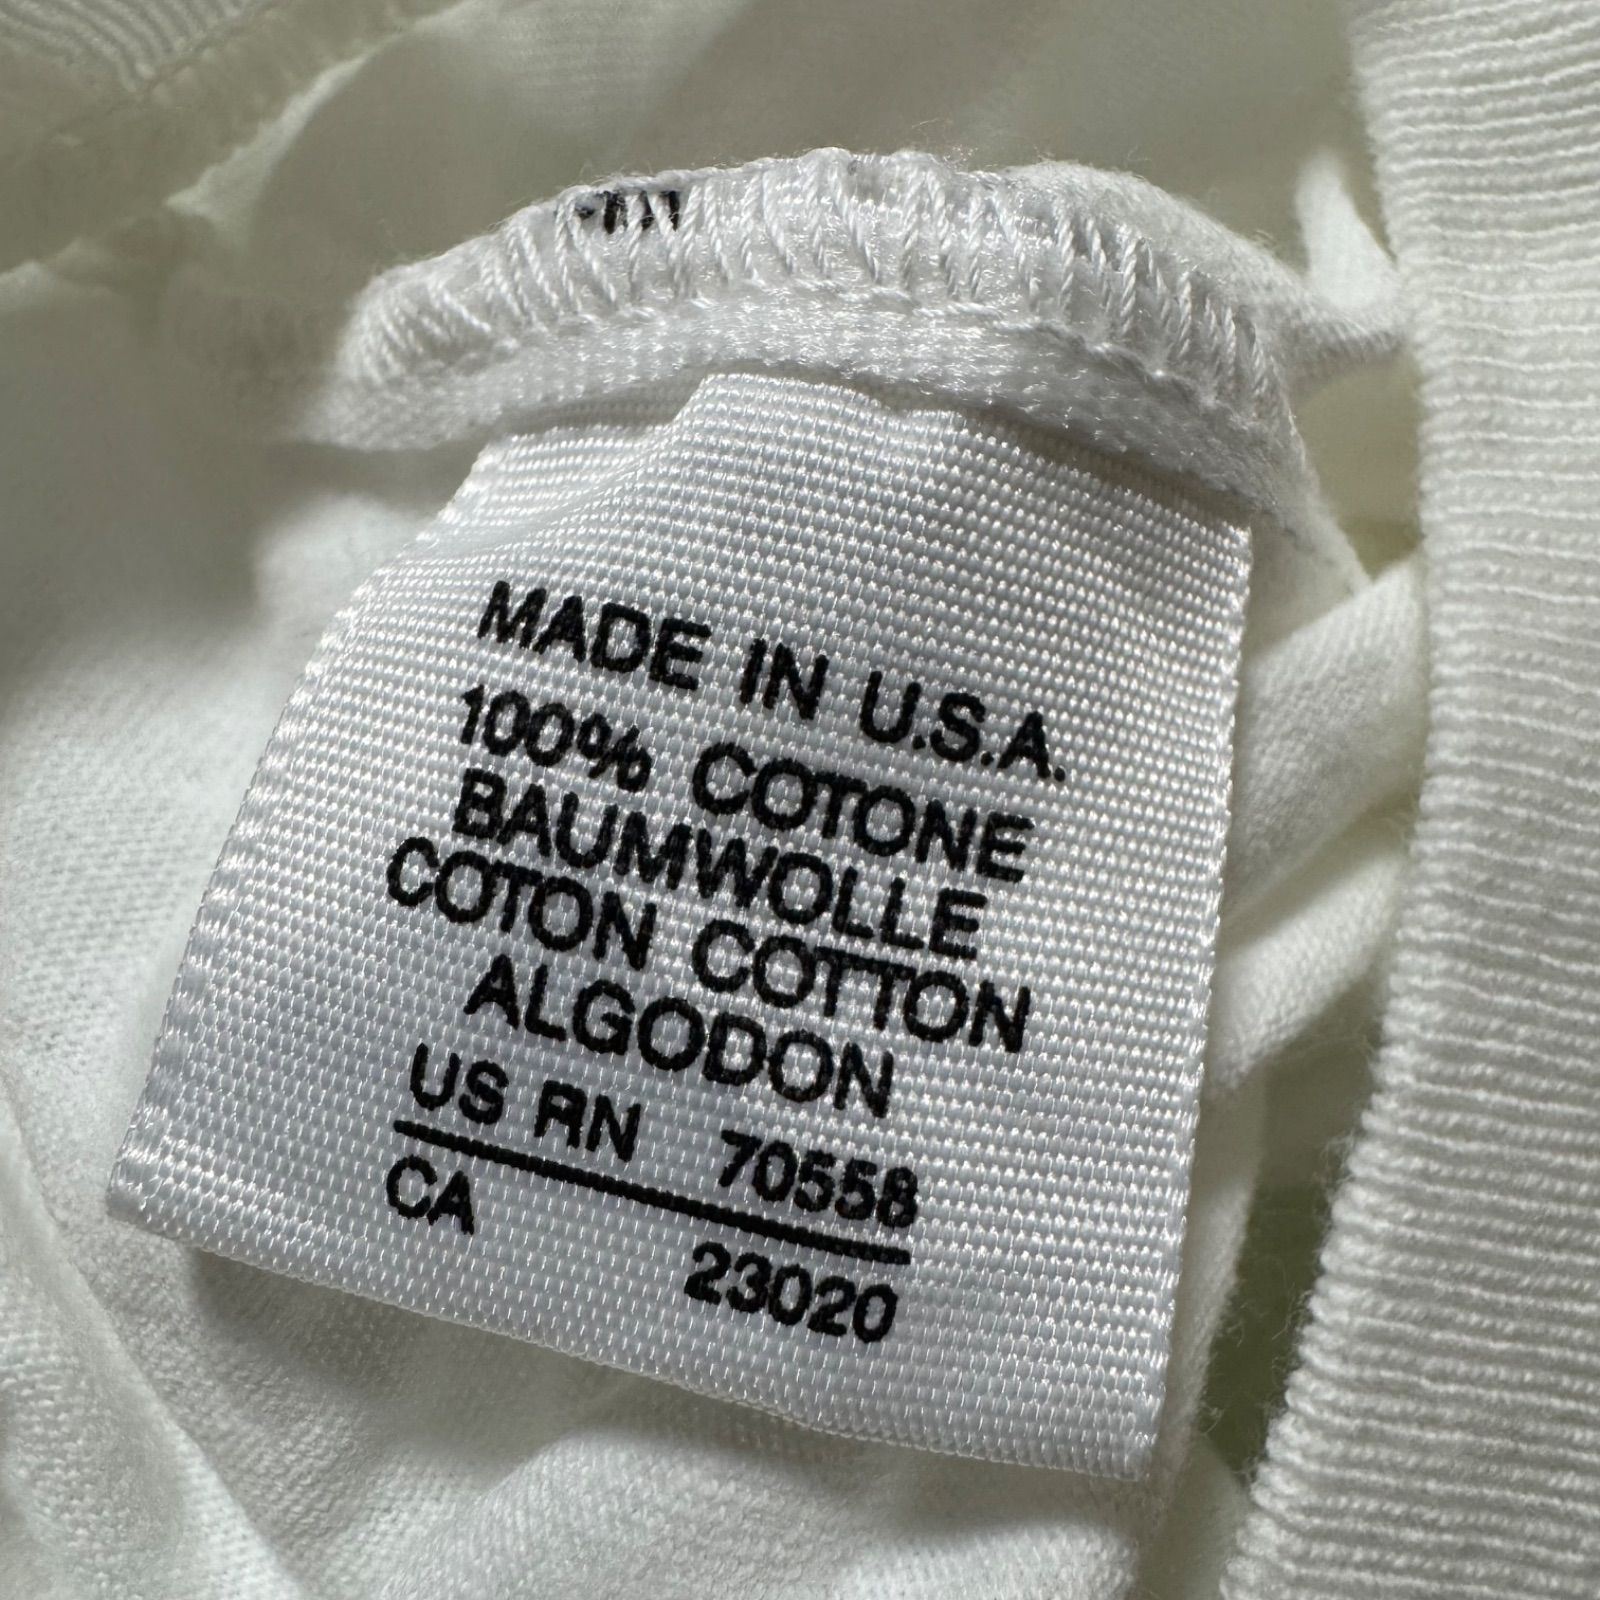 MADE IN U.S.A.
100% COTONE
BAUMWOLLE
COTON COTTON
ALGODON
US RN 70558
CA 23020